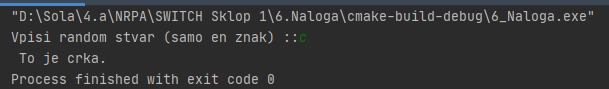 "D:\Sola\4.a\NRPA\SWITCH Sklop 1\6.Naloga\cmake-build-debug\6_Naloga.exe"
Vpisi random stvar (samo en znak) ::c
To je crka.
Process finished with exit code 0